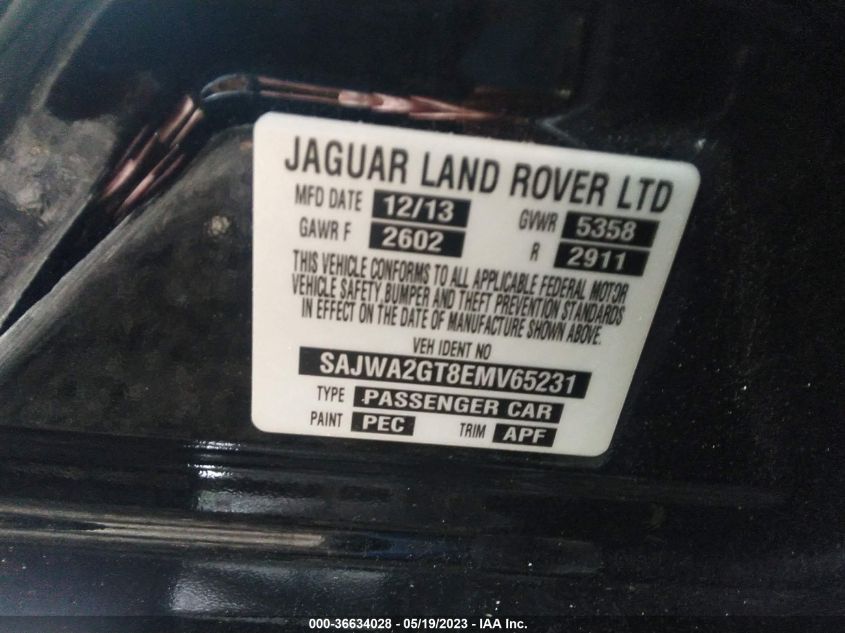 JAGUAR LAND ROVER LTD
MFD DATE 12/13 GVWR 5358
GAWR F 2602 R 2911
THIS VEHICLE CONFORMS TO ALL APPLICABLE FEDERAL MOTOR
VEHICLE SAFETY, BUMPER AND THEFT PREVENTION STANDARDS
IN EFFECT ON THE DATE OF MANUFACTURE SHOWN ABOVE.
VEH IDENT NO
SAJWA2GT8EMV65231
TYPE PASSENGER CAR
PAINT PEC TRIM APF
000-36634028 - 05/19/2023 - IAA Inc.